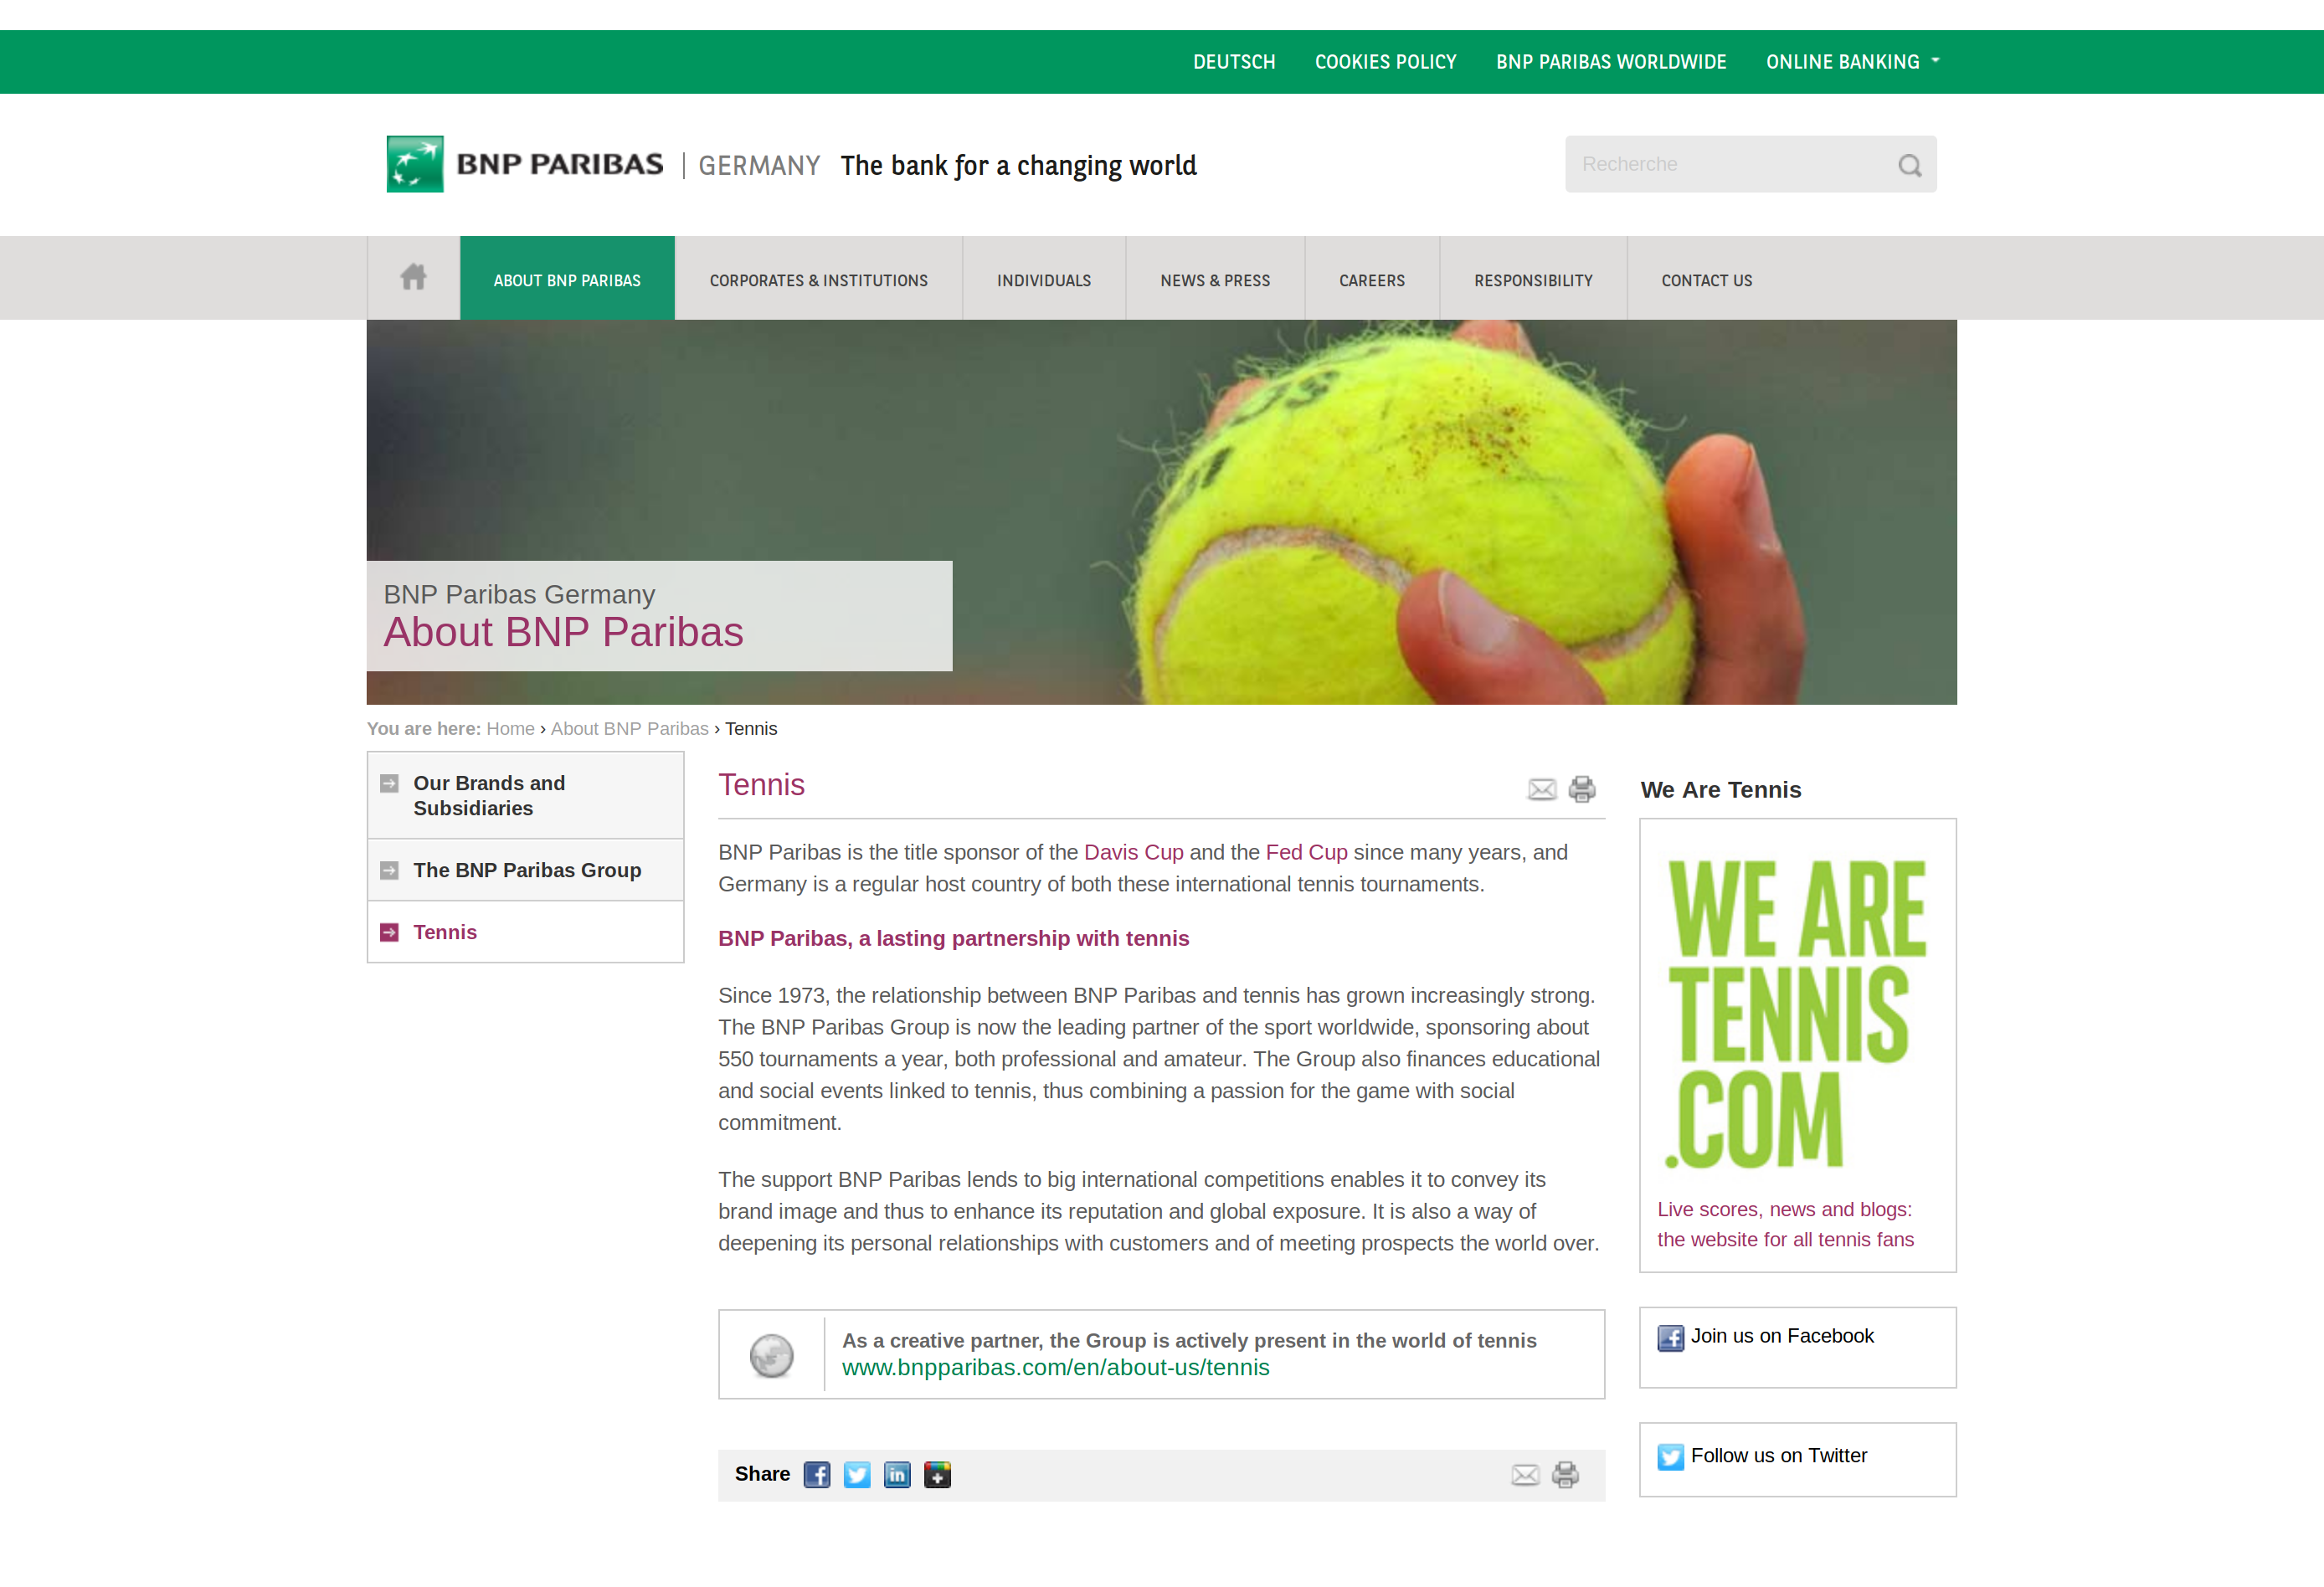 DEUTSCH COOKIES POLICY BNP PARIBAS WORLDWIDE ONLINE BANKING
BNP PARIBAS GERMANY The bank for a changing world
Recherche
ABOUT BNP PARIBAS CORPORATES & INSTITUTIONS INDIVIDUALS NEWS & PRESS CAREERS RESPONSIBILITY CONTACT US
BNP Paribas Germany
About BNP Paribas
You are here: Home › About BNP Paribas › Tennis
Our Brands and
Subsidiaries
The BNP Paribas Group
Tennis
Tennis
BNP Paribas is the title sponsor of the Davis Cup and the Fed Cup since many years, and
Germany is a regular host country of both these international tennis tournaments.
BNP Paribas, a lasting partnership with tennis
Since 1973, the relationship between BNP Paribas and tennis has grown increasingly strong.
The BNP Paribas Group is now the leading partner of the sport worldwide, sponsoring about
550 tournaments a year, both professional and amateur. The Group also finances educational
and social events linked to tennis, thus combining a passion for the game with social
commitment.
The support BNP Paribas lends to big international competitions enables it to convey its
brand image and thus to enhance its reputation and global exposure. It is also a way of
deepening its personal relationships with customers and of meeting prospects the world over.
As a creative partner, the Group is actively present in the world of tennis
www.bnpparibas.com/en/about-us/tennis
Share
We Are Tennis
WE ARE
TENNIS
.COM
Live scores, news and blogs:
the website for all tennis fans
Join us on Facebook
Follow us on Twitter